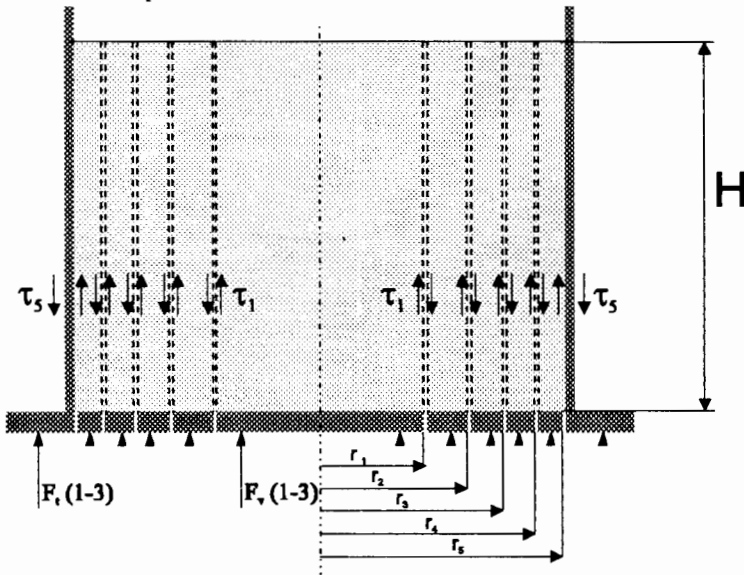 H
τ₅ τ₁ τ₁ τ₅
Fₜ (1-3) Fᵥ (1-3) r₁
r₂
r₃
r₄
r₅